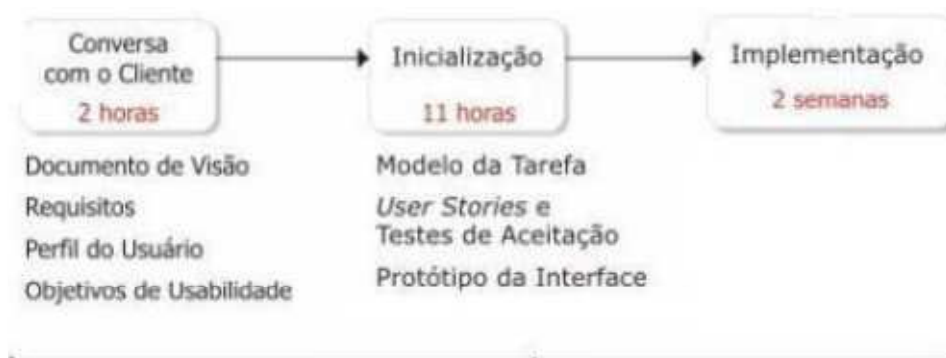 Conversa
com o Cliente
2 horas
Inicialização
11 horas
Implementação
2 semanas
Documento de Visão
Requisitos
Perfil do Usuário
Objetivos de Usabilidade
Modelo da Tarefa
User Stories e
Testes de Aceitação
Protótipo da Interface